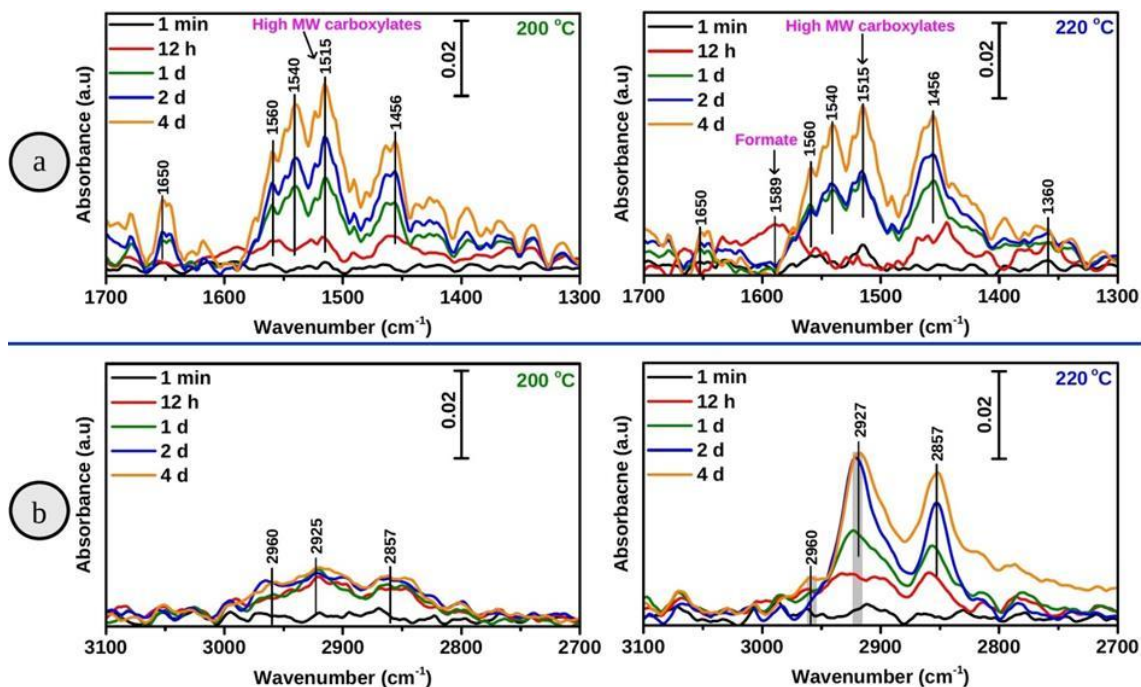 a
1 min
12 h
1 d
2 d
4 d
High MW carboxylates
0.02
200 °C
1650
1560
1540
1515
1456
Absorbance (a.u)
1700 1600 1500 1400 1300
Wavenumber (cm-1)
1 min
12 h
1 d
2 d
4 d
High MW carboxylates
Formate
0.02
220 °C
1650
1589
1560
1540
1515
1456
1360
Absorbance (a.u)
1700 1600 1500 1400 1300
Wavenumber (cm-1)
b
1 min
12 h
1 d
2 d
4 d
0.02
200 °C
2960
2925
2857
Absorbance (a.u)
3100 3000 2900 2800 2700
Wavenumber (cm-1)
1 min
12 h
1 d
2 d
4 d
0.02
220 °C
2960
2927
2857
Absorbacne (a.u)
3100 3000 2900 2800 2700
Wavenumber (cm-1)